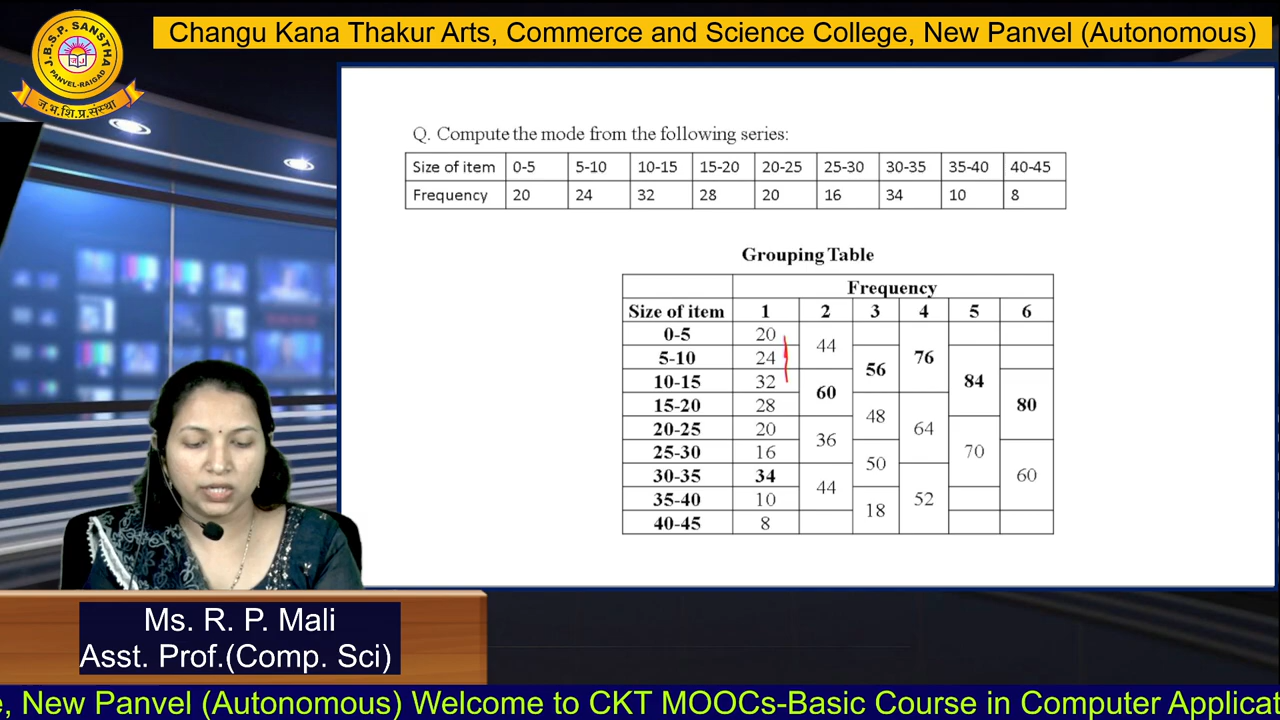 J.B.S.P. SANSTHA
PANVEL-RAIGAD
ज.भ.शि.प्र.संस्था
Changu Kana Thakur Arts, Commerce and Science College, New Panvel (Autonomous)
Q. Compute the mode from the following series:
Size of item 0-5 5-10 10-15 15-20 20-25 25-30 30-35 35-40 40-45
Frequency 20 24 32 28 20 16 34 10 8
Grouping Table
Frequency
Size of item 1 2 3 4 5 6
0-5 20
44
5-10 24 76
56
10-15 32 84
60
15-20 28 80
48
20-25 20 64
36
25-30 16 70
50
30-35 34 60
44
35-40 10 52
18
40-45 8
Ms. R. P. Mali
Asst. Prof.(Comp. Sci)
e, New Panvel (Autonomous) Welcome to CKT MOOCs-Basic Course in Computer Applicat